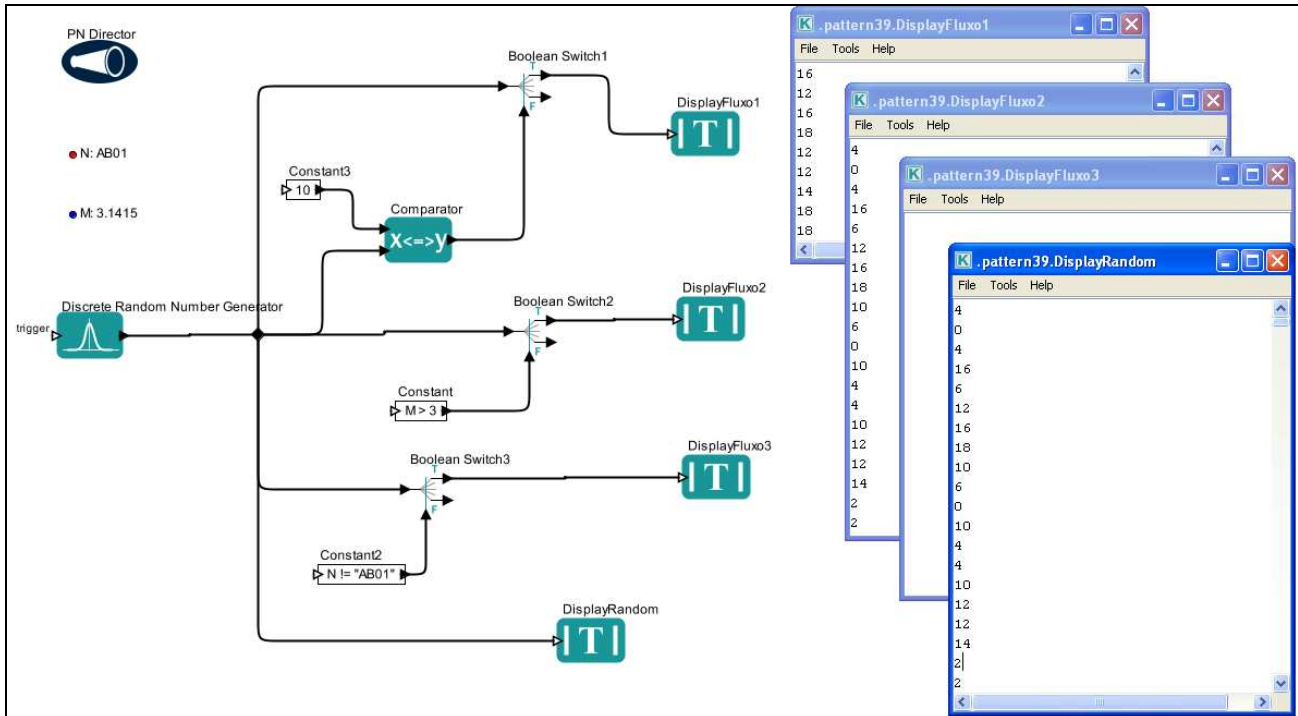 PN Director
N: AB01
M: 3.1415
Boolean Switch1
T
F
DisplayFluxo1
T
Constant3
10
Comparator
x<=>y
Discrete Random Number Generator
trigger
Boolean Switch2
T
F
DisplayFluxo2
T
Constant
M > 3
Boolean Switch3
T
F
DisplayFluxo3
T
Constant2
N != "AB01"
DisplayRandom
T
K .pattern39.DisplayFluxo1
File Tools Help
16
12
16
18
12
12
14
18
18
K .pattern39.DisplayFluxo2
File Tools Help
4
0
4
16
6
12
16
18
10
6
0
10
4
4
10
12
12
14
2
2
K .pattern39.DisplayFluxo3
File Tools Help
K .pattern39.DisplayRandom
File Tools Help
4
0
4
16
6
12
16
18
10
6
0
10
4
4
10
12
12
14
2
2